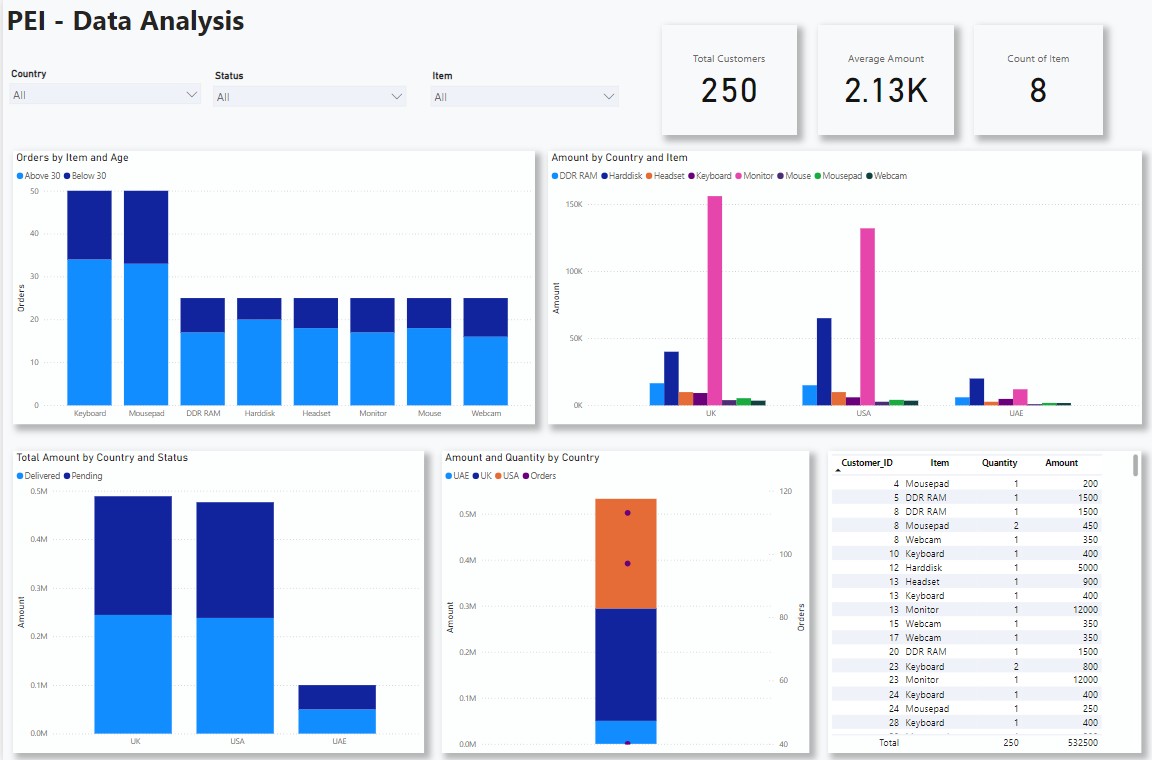 PEI - Data Analysis
Country
All
Status
All
Item
All
Total Customers
250
Average Amount
2.13K
Count of Item
8
Orders by Item and Age
Above 30 Below 30
Orders
50
40
30
20
10
0
Keyboard Mousepad DDR RAM Harddisk Headset Monitor Mouse Webcam
Amount by Country and Item
DDR RAM Harddisk Headset Keyboard Monitor Mouse Mousepad Webcam
Amount
150K
100K
50K
0K
UK USA UAE
Total Amount by Country and Status
Delivered Pending
Amount
0.5M
0.4M
0.3M
0.2M
0.1M
0.0M
UK USA UAE
Amount and Quantity by Country
UAE UK USA Orders
Amount
0.5M
0.4M
0.3M
0.2M
0.1M
0.0M
120
100
80
60
40
Orders
Customer_ID Item Quantity Amount
4 Mousepad 1 200
5 DDR RAM 1 1500
8 DDR RAM 1 1500
8 Mousepad 2 450
8 Webcam 1 350
10 Keyboard 1 400
12 Harddisk 1 5000
13 Headset 1 900
13 Keyboard 1 400
13 Monitor 1 12000
15 Webcam 1 350
17 Webcam 1 350
20 DDR RAM 1 1500
23 Keyboard 2 800
23 Monitor 1 12000
24 Keyboard 1 400
24 Mousepad 1 250
28 Keyboard 1 400
Total 250 532500